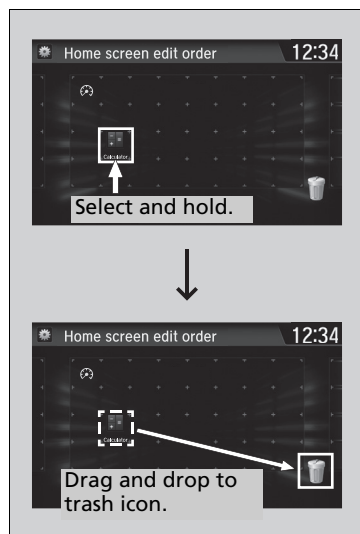 Home screen edit order 12:34
Calculator
Select and hold.
Home screen edit order 12:34
Calculator
Drag and drop to
trash icon.